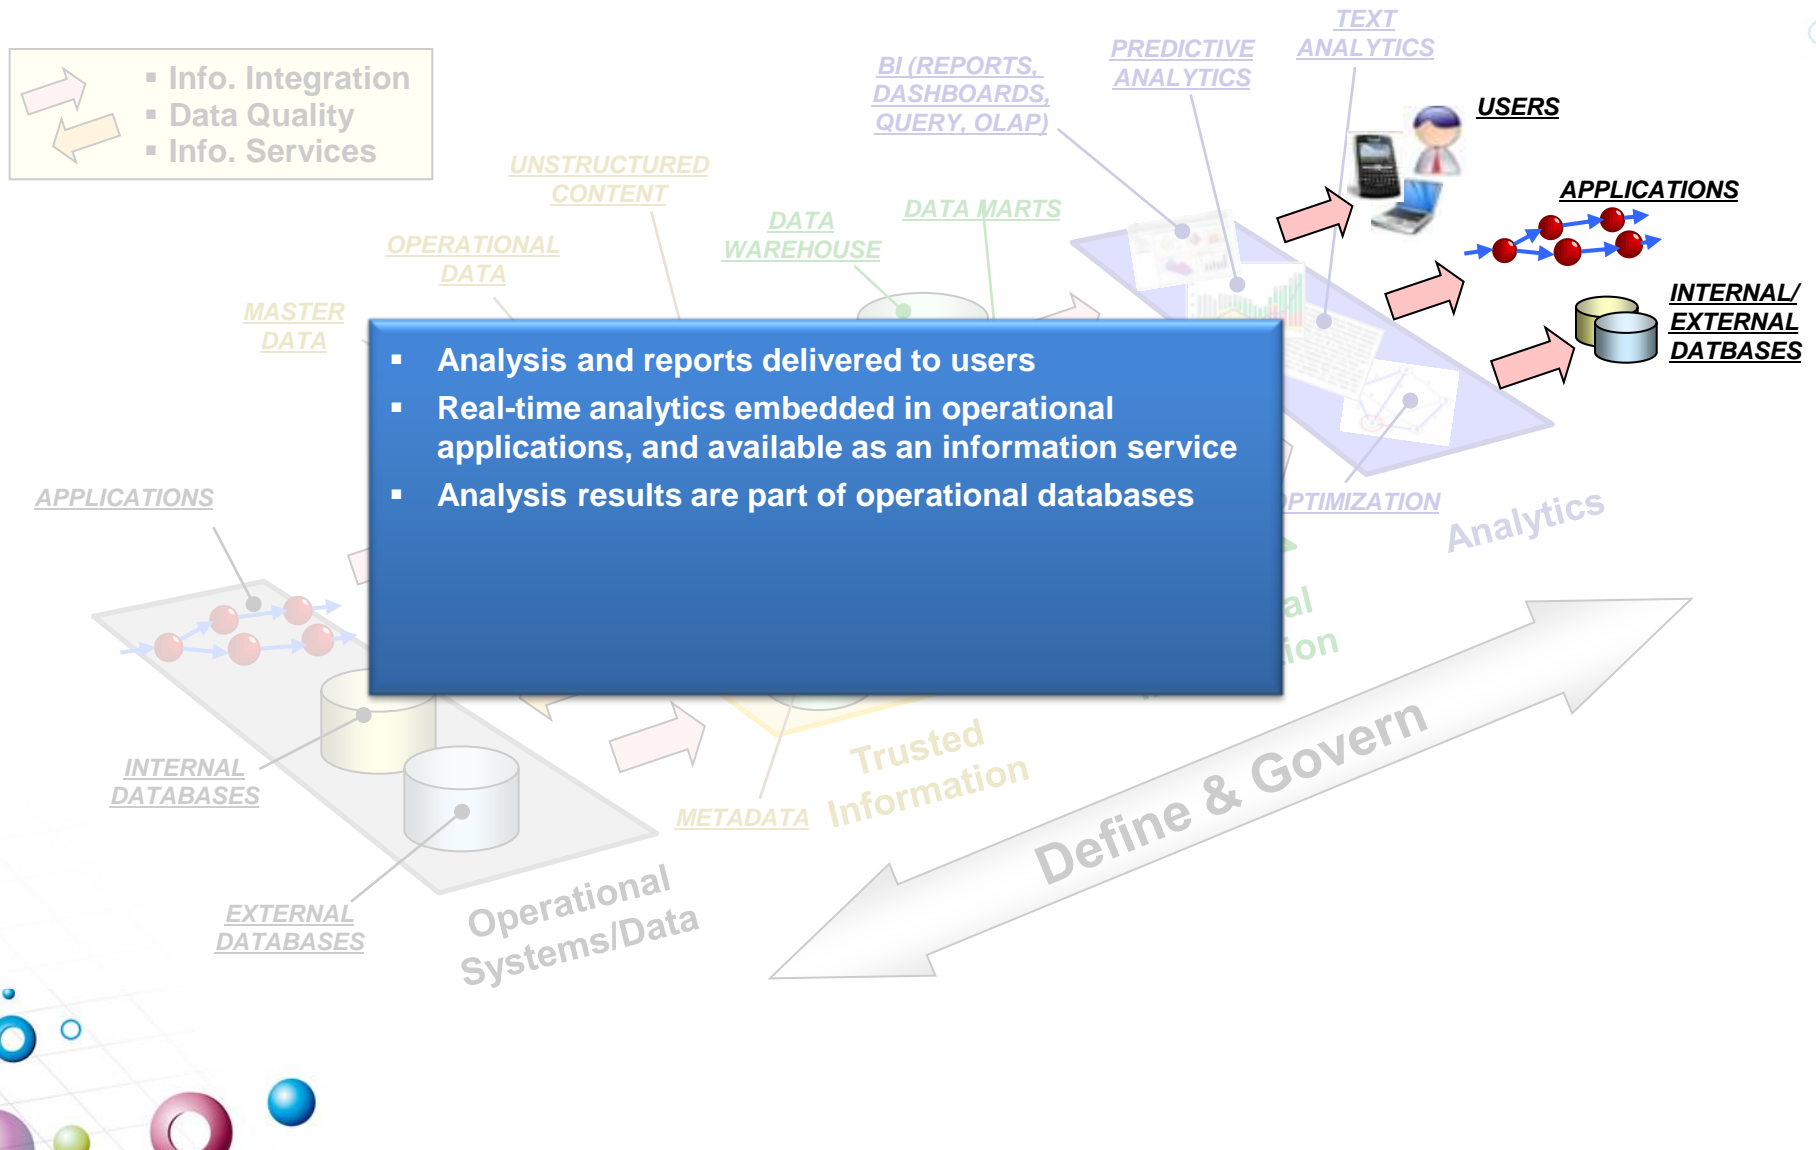 TEXT
ANALYTICS
PREDICTIVE
ANALYTICS
BI (REPORTS,
DASHBOARDS,
QUERY, OLAP)
▪ Info. Integration
▪ Data Quality
▪ Info. Services
USERS
UNSTRUCTURED
CONTENT
APPLICATIONS
DATA MARTS
DATA
WAREHOUSE
OPERATIONAL
DATA
INTERNAL/
EXTERNAL
DATBASES
MASTER
DATA
▪ Analysis and reports delivered to users
▪ Real-time analytics embedded in operational
applications, and available as an information service
▪ Analysis results are part of operational databases
APPLICATIONS
PTIMIZATION
Analytics
al
ion
INTERNAL
DATABASES
Trusted
Information
METADATA
Define & Govern
EXTERNAL
DATABASES
Operational
Systems/Data